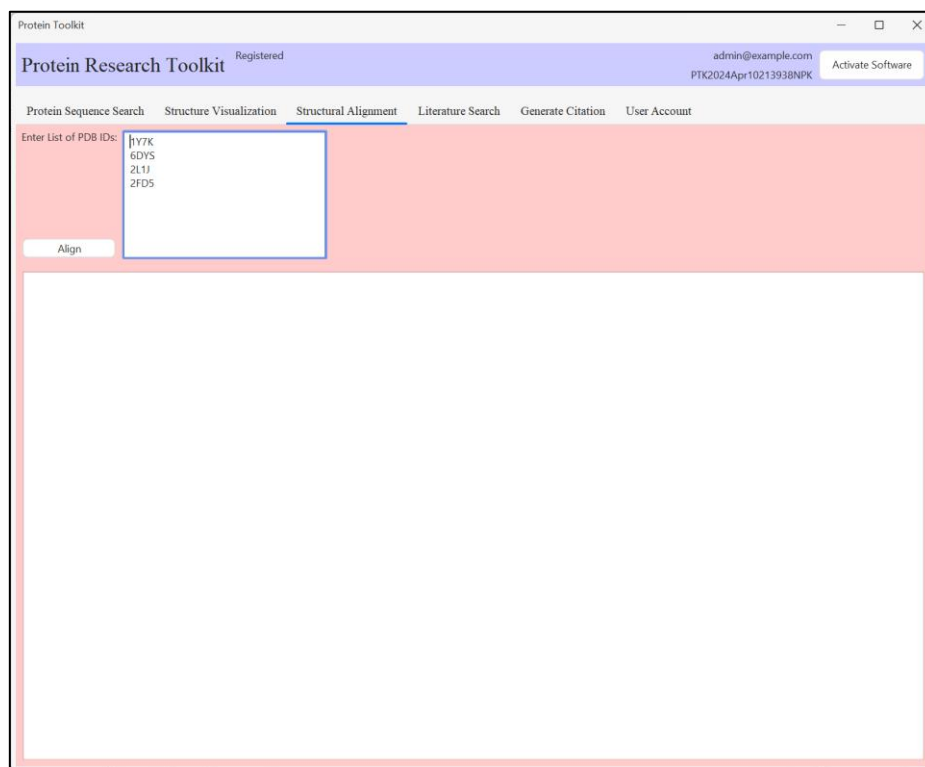 Protein Toolkit
Protein Research Toolkit Registered
admin@example.com
PTK2024Apr10213938NPK
Activate Software
Protein Sequence Search Structure Visualization Structural Alignment Literature Search Generate Citation User Account
Enter List of PDB IDs:
1Y7K
6DYS
2L1J
2FD5
Align